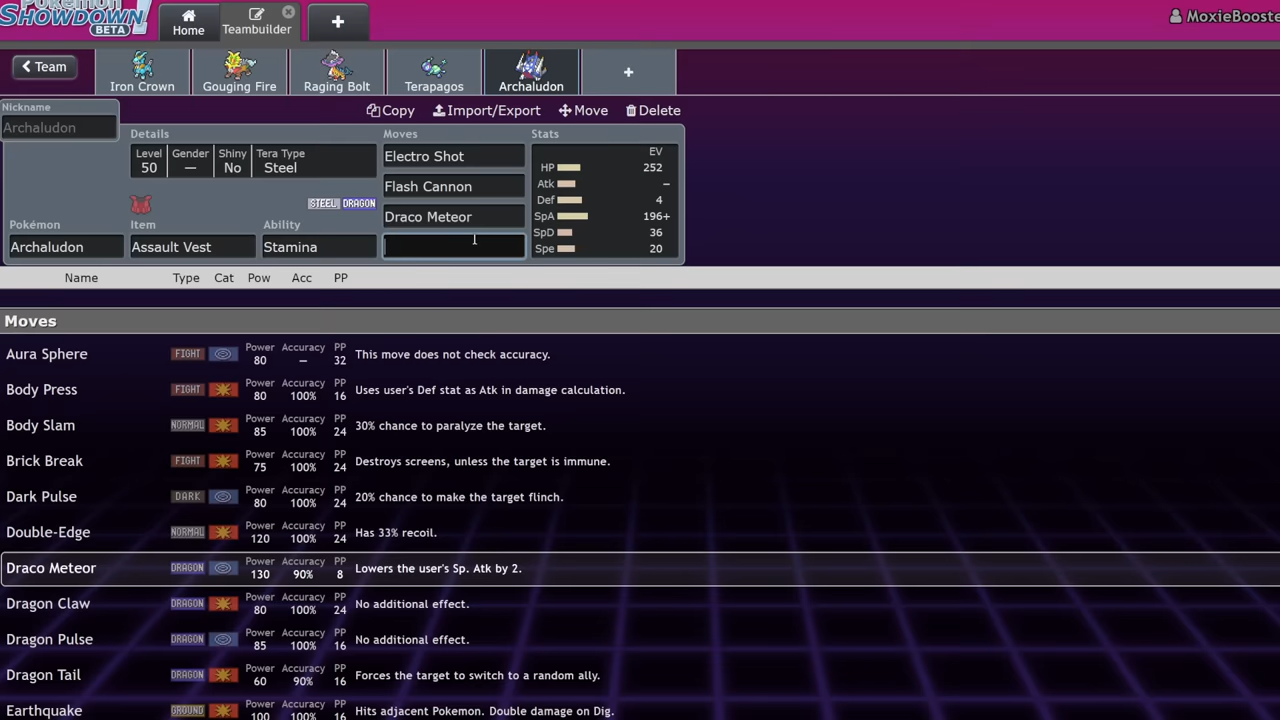 Pokémon
SHOWDOWN!
BETA
Home
Teambuilder
+
MoxieBooste
Team
Iron Crown
Gouging Fire
Raging Bolt
Terapagos
Archaludon
+
Copy
Import/Export
Move
Delete
Nickname
Archaludon
Details
Level Gender Shiny Tera Type
50 — No Steel
STEEL DRAGON
Pokémon Item Ability
Archaludon Assault Vest Stamina
Moves
Electro Shot
Flash Cannon
Draco Meteor
Stats
EV
HP 252
Atk –
Def 4
SpA 196+
SpD 36
Spe 20
Name Type Cat Pow Acc PP
Moves
Aura Sphere FIGHT Power 80 Accuracy — PP 32 This move does not check accuracy.
Body Press FIGHT Power 80 Accuracy 100% PP 16 Uses user's Def stat as Atk in damage calculation.
Body Slam NORMAL Power 85 Accuracy 100% PP 24 30% chance to paralyze the target.
Brick Break FIGHT Power 75 Accuracy 100% PP 24 Destroys screens, unless the target is immune.
Dark Pulse DARK Power 80 Accuracy 100% PP 24 20% chance to make the target flinch.
Double-Edge NORMAL Power 120 Accuracy 100% PP 24 Has 33% recoil.
Draco Meteor DRAGON Power 130 Accuracy 90% PP 8 Lowers the user's Sp. Atk by 2.
Dragon Claw DRAGON Power 80 Accuracy 100% PP 24 No additional effect.
Dragon Pulse DRAGON Power 85 Accuracy 100% PP 16 No additional effect.
Dragon Tail DRAGON Power 60 Accuracy 90% PP 16 Forces the target to switch to a random ally.
Earthquake GROUND Power 100 Accuracy 100% PP 16 Hits adjacent Pokemon. Double damage on Dig.